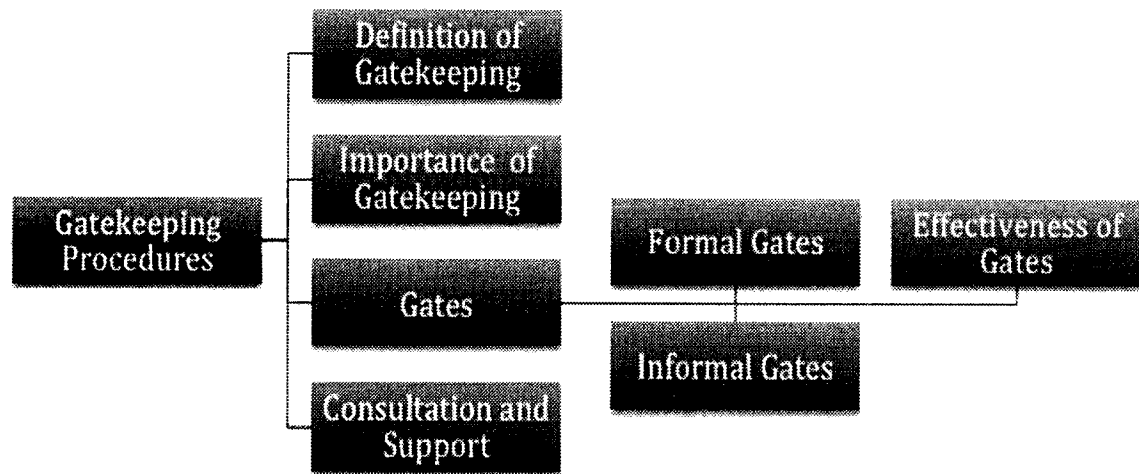 Definition of
Gatekeeping
Importance of
Gatekeeping
Gatekeeping
Procedures
Formal Gates
Effectiveness of
Gates
Gates
Informal Gates
Consultation and
Support